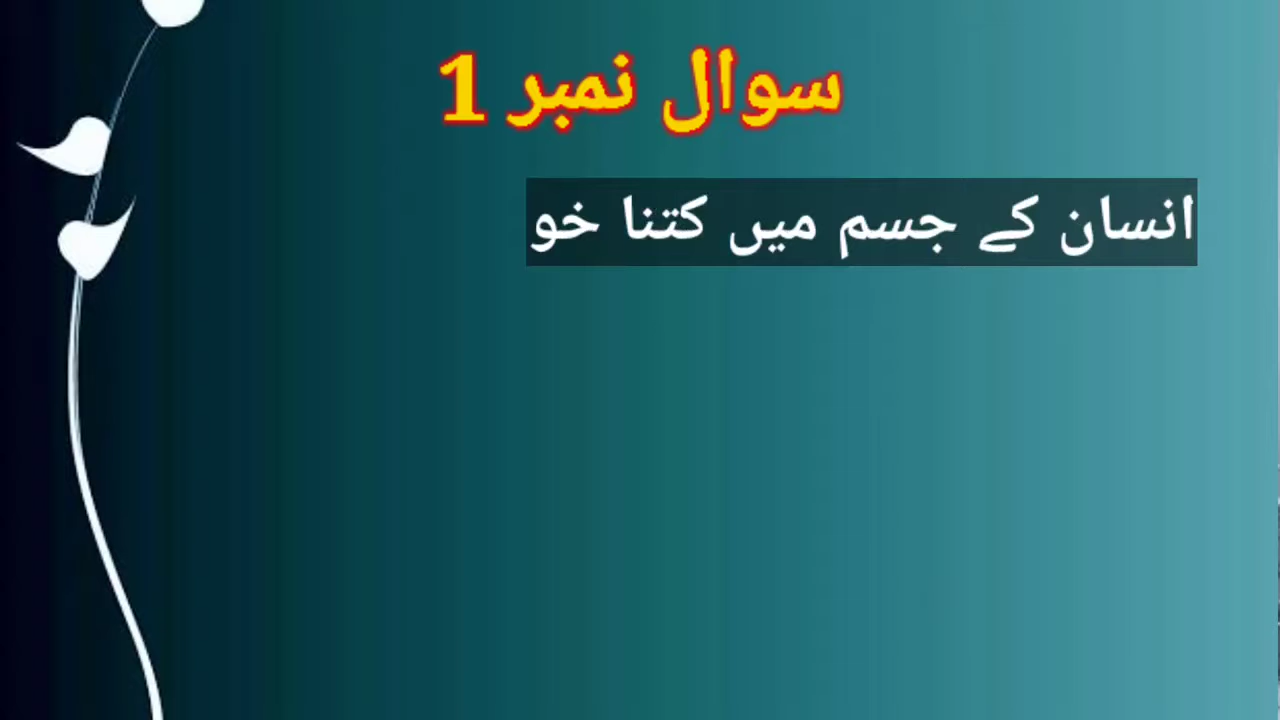 سوال نمبر 1
انسان کے جسم میں کتنا خو